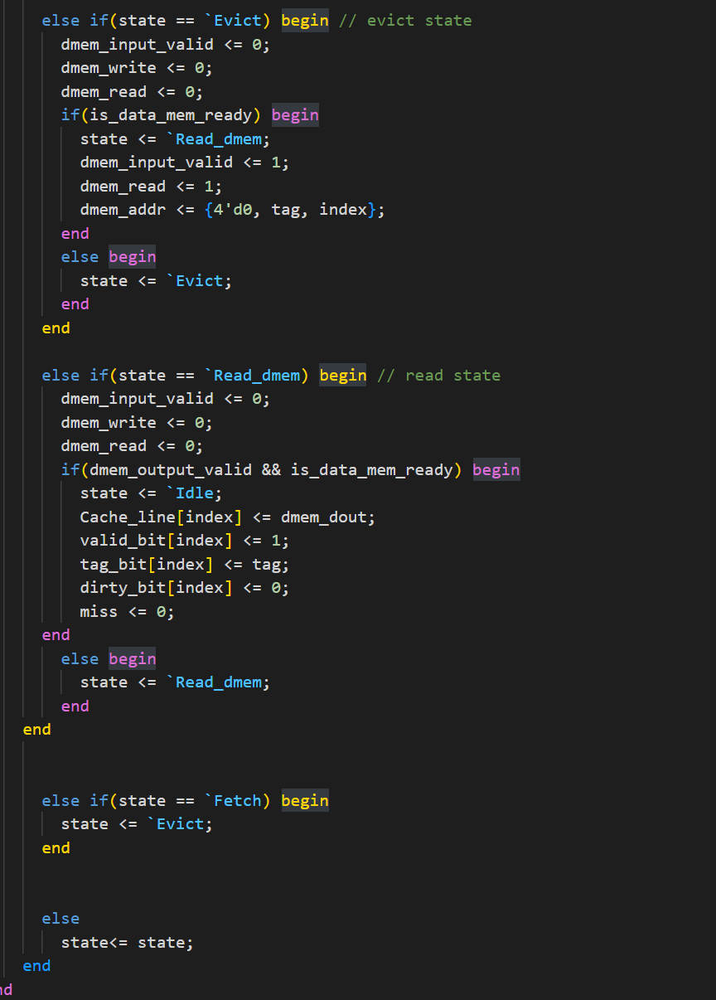 else if(state == `Evict) begin // evict state
dmem_input_valid <= 0;
dmem_write <= 0;
dmem_read <= 0;
if(is_data_mem_ready) begin
state <= `Read_dmem;
dmem_input_valid <= 1;
dmem_read <= 1;
dmem_addr <= {4'd0, tag, index};
end
else begin
state <= `Evict;
end
end
else if(state == `Read_dmem) begin // read state
dmem_input_valid <= 0;
dmem_write <= 0;
dmem_read <= 0;
if(dmem_output_valid && is_data_mem_ready) begin
state <= `Idle;
Cache_line[index] <= dmem_dout;
valid_bit[index] <= 1;
tag_bit[index] <= tag;
dirty_bit[index] <= 0;
miss <= 0;
end
else begin
state <= `Read_dmem;
end
end
else if(state == `Fetch) begin
state <= `Evict;
end
else
state<= state;
end
nd